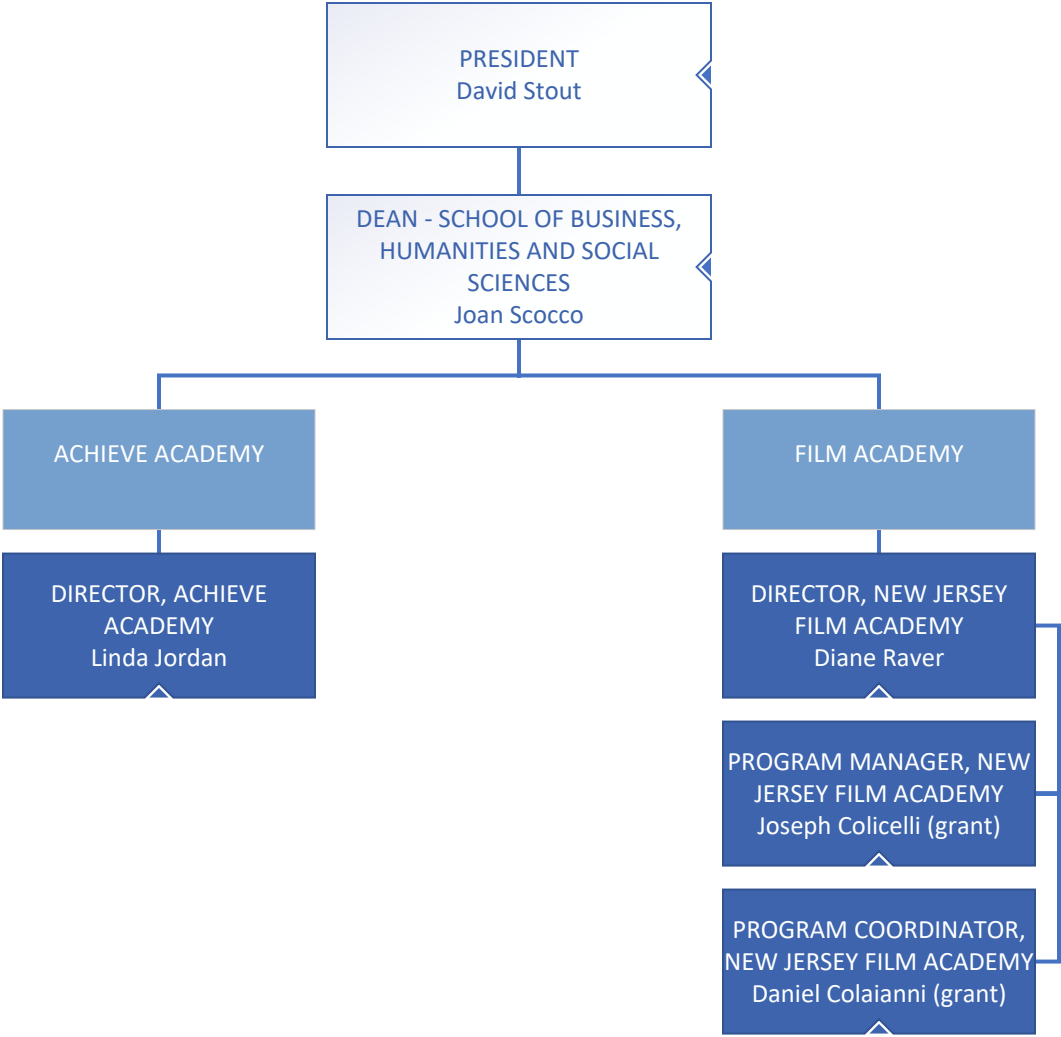 PRESIDENT
David Stout
DEAN - SCHOOL OF BUSINESS,
HUMANITIES AND SOCIAL
SCIENCES
Joan Scocco
ACHIEVE ACADEMY
FILM ACADEMY
DIRECTOR, ACHIEVE
ACADEMY
Linda Jordan
DIRECTOR, NEW JERSEY
FILM ACADEMY
Diane Raver
PROGRAM MANAGER, NEW
JERSEY FILM ACADEMY
Joseph Colicelli (grant)
PROGRAM COORDINATOR,
NEW JERSEY FILM ACADEMY
Daniel Colaianni (grant)